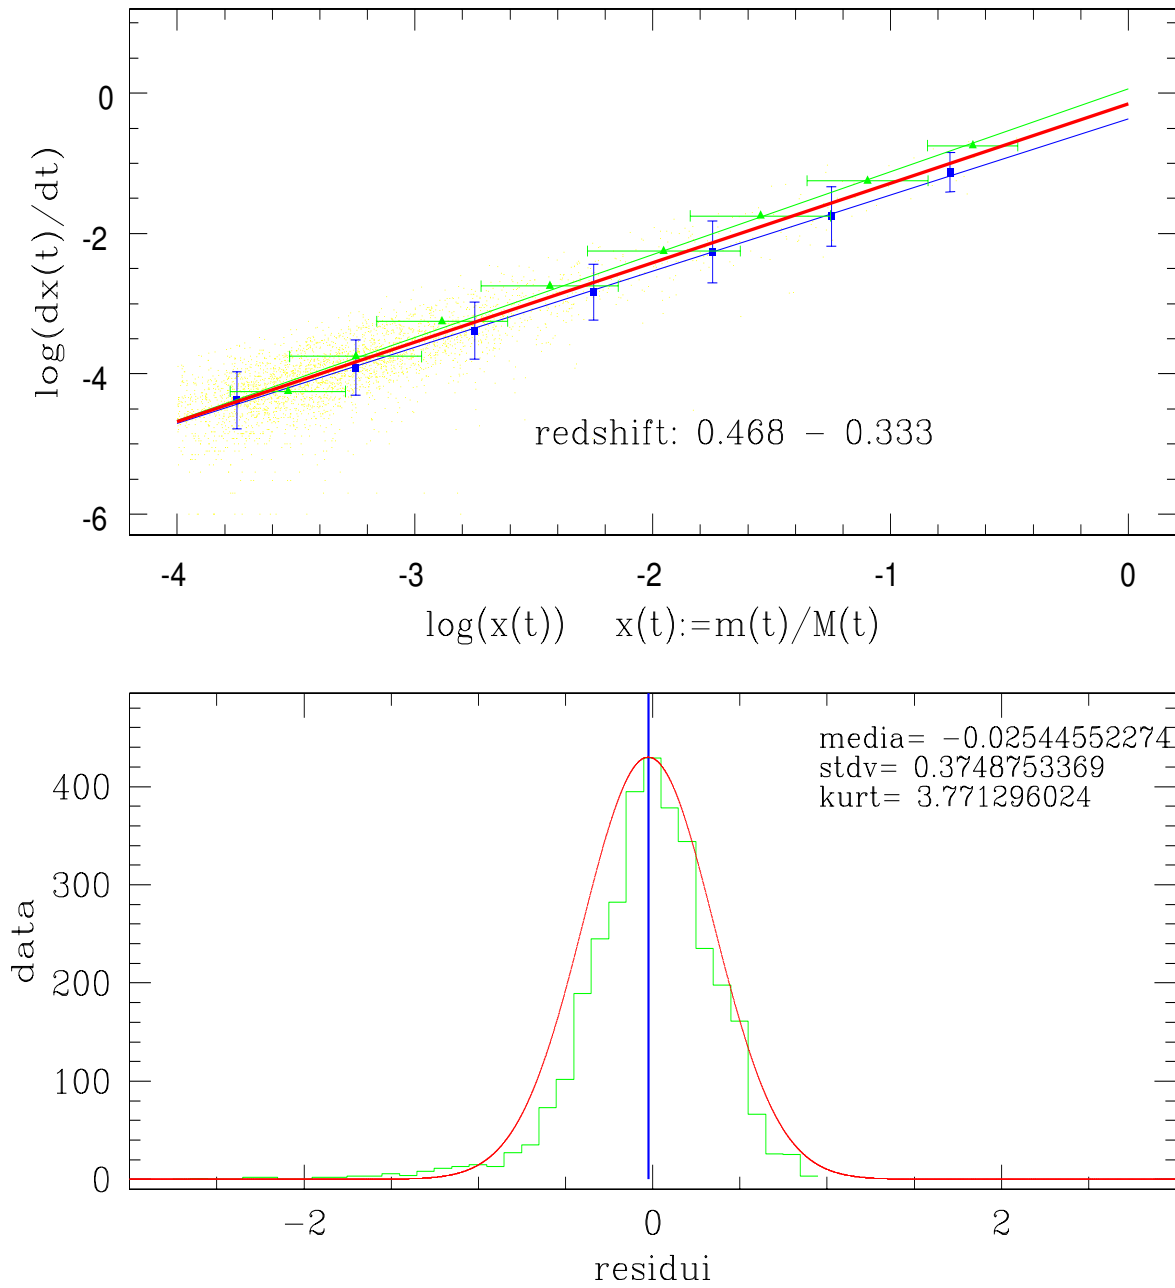 0
-2
-4
-6
log(dx(t)/dt)
redshift: 0.468 − 0.333
-4 -3 -2 -1 0
log(x(t)) x(t):=m(t)/M(t)
media= −0.02544552274
stdv= 0.3748753369
kurt= 3.771296024
400
300
200
100
0
data
−2 0 2
residui